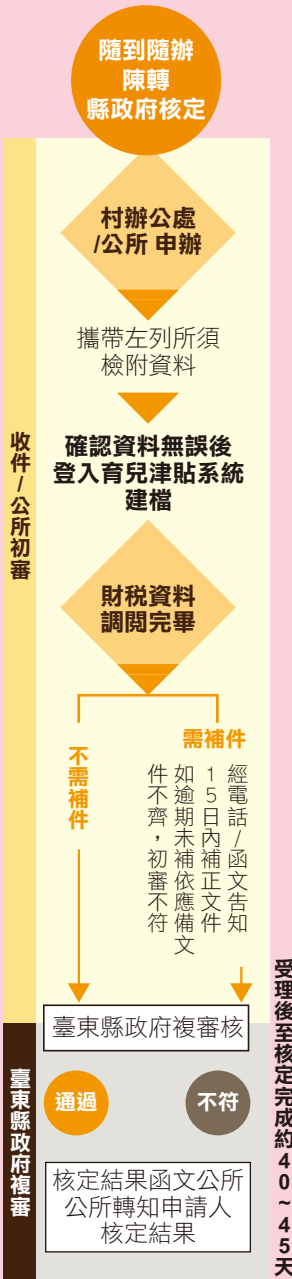 隨到隨辦
陳轉
縣政府核定
村辦公處
/公所 申辦
攜帶左列所須
檢附資料
確認資料無誤後
登入育兒津貼系統
建檔
收件/公所初審
財稅資料
調閱完畢
不需補件
需補件
經電話/函文告知
15日內補正文件
如逾期未補依應備文
件不齊，初審不符
臺東縣政府複審核
臺東縣政府複審
通過
不符
核定結果函文公所
公所轉知申請人
核定結果
受理後至核定完成約40~45天